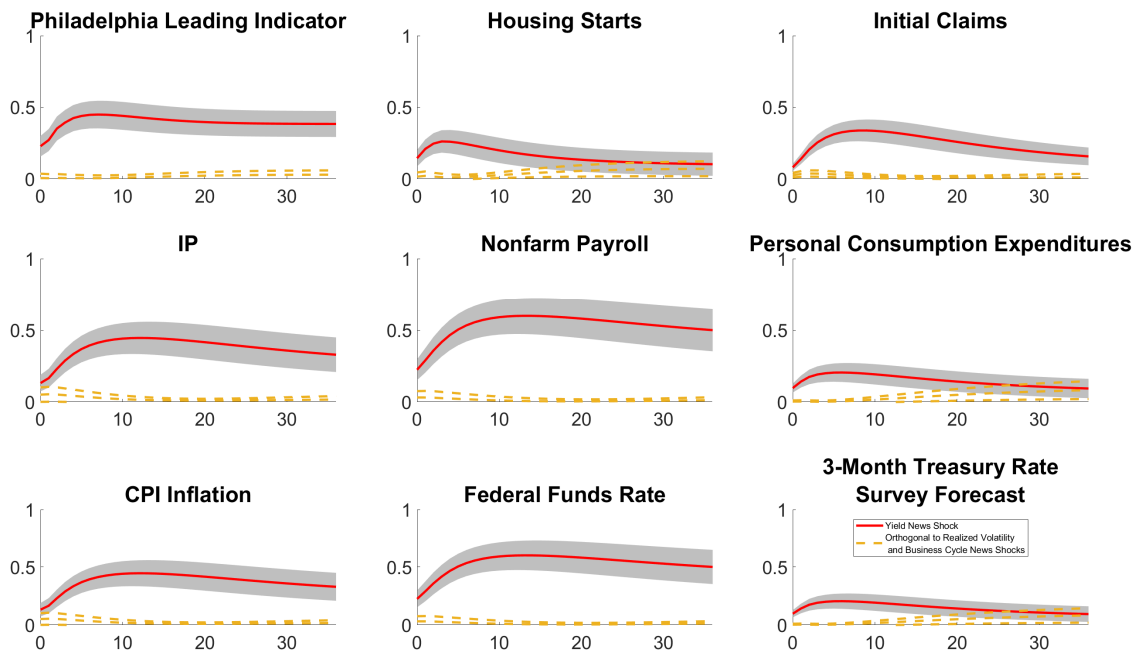 Philadelphia Leading Indicator
1
0.5
0
0 10 20 30
Housing Starts
1
0.5
0
0 10 20 30
Initial Claims
1
0.5
0
0 10 20 30
IP
1
0.5
0
0 10 20 30
Nonfarm Payroll
1
0.5
0
0 10 20 30
Personal Consumption Expenditures
1
0.5
0
0 10 20 30
CPI Inflation
1
0.5
0
0 10 20 30
Federal Funds Rate
1
0.5
0
0 10 20 30
3-Month Treasury Rate
Survey Forecast
1
0.5
0
0 10 20 30
Yield News Shock
Orthogonal to Realized Volatility
and Business Cycle News Shocks